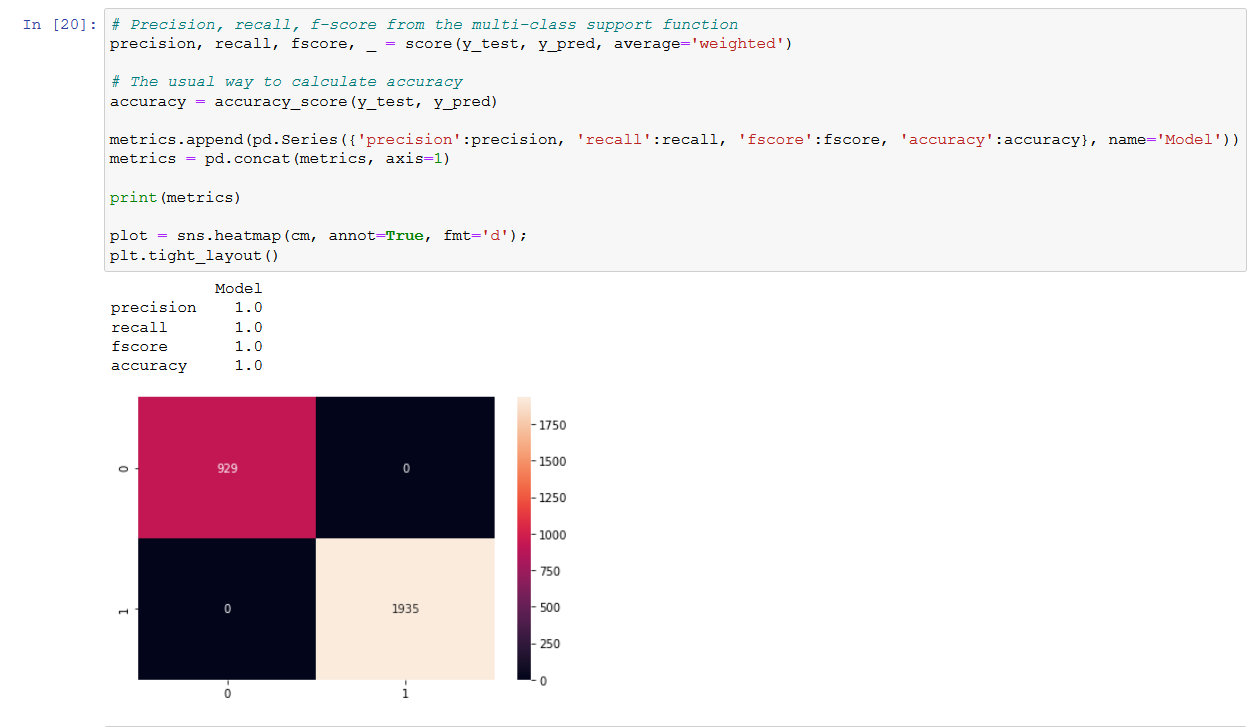 In [20]: # Precision, recall, f-score from the multi-class support function
precision, recall, fscore, _ = score(y_test, y_pred, average='weighted')
# The usual way to calculate accuracy
accuracy = accuracy_score(y_test, y_pred)
metrics.append(pd.Series({'precision':precision, 'recall':recall, 'fscore':fscore, 'accuracy':accuracy}, name='Model'))
metrics = pd.concat(metrics, axis=1)
print(metrics)
plot = sns.heatmap(cm, annot=True, fmt='d');
plt.tight_layout()
Model
precision 1.0
recall 1.0
fscore 1.0
accuracy 1.0
0
929
0
1
0
1935
0
1
1750
1500
1250
1000
750
500
250
0